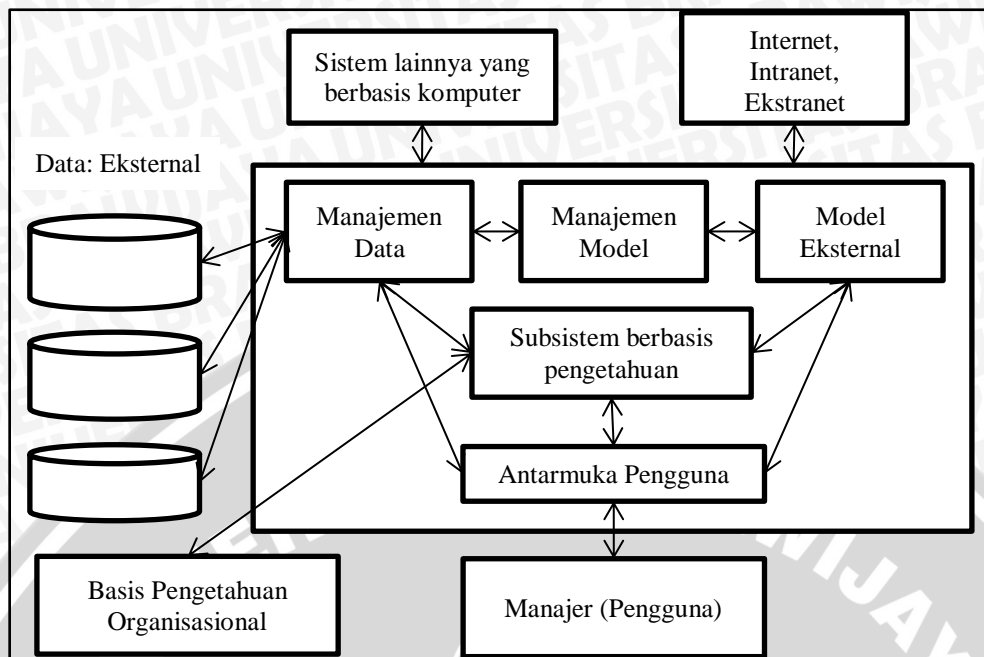 Sistem lainnya yang
berbasis komputer
Internet,
Intranet,
Ekstranet
Data: Eksternal
Manajemen
Data
Manajemen
Model
Model
Eksternal
Subsistem berbasis
pengetahuan
Antarmuka Pengguna
Basis Pengetahuan
Organisasional
Manajer (Pengguna)